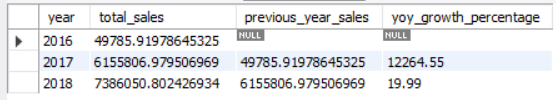 year total_sales previous_year_sales yoy_growth_percentage
2016 49785.91978645325 NULL NULL
2017 6155806.979506969 49785.91978645325 12264.55
2018 7386050.802426934 6155806.979506969 19.99